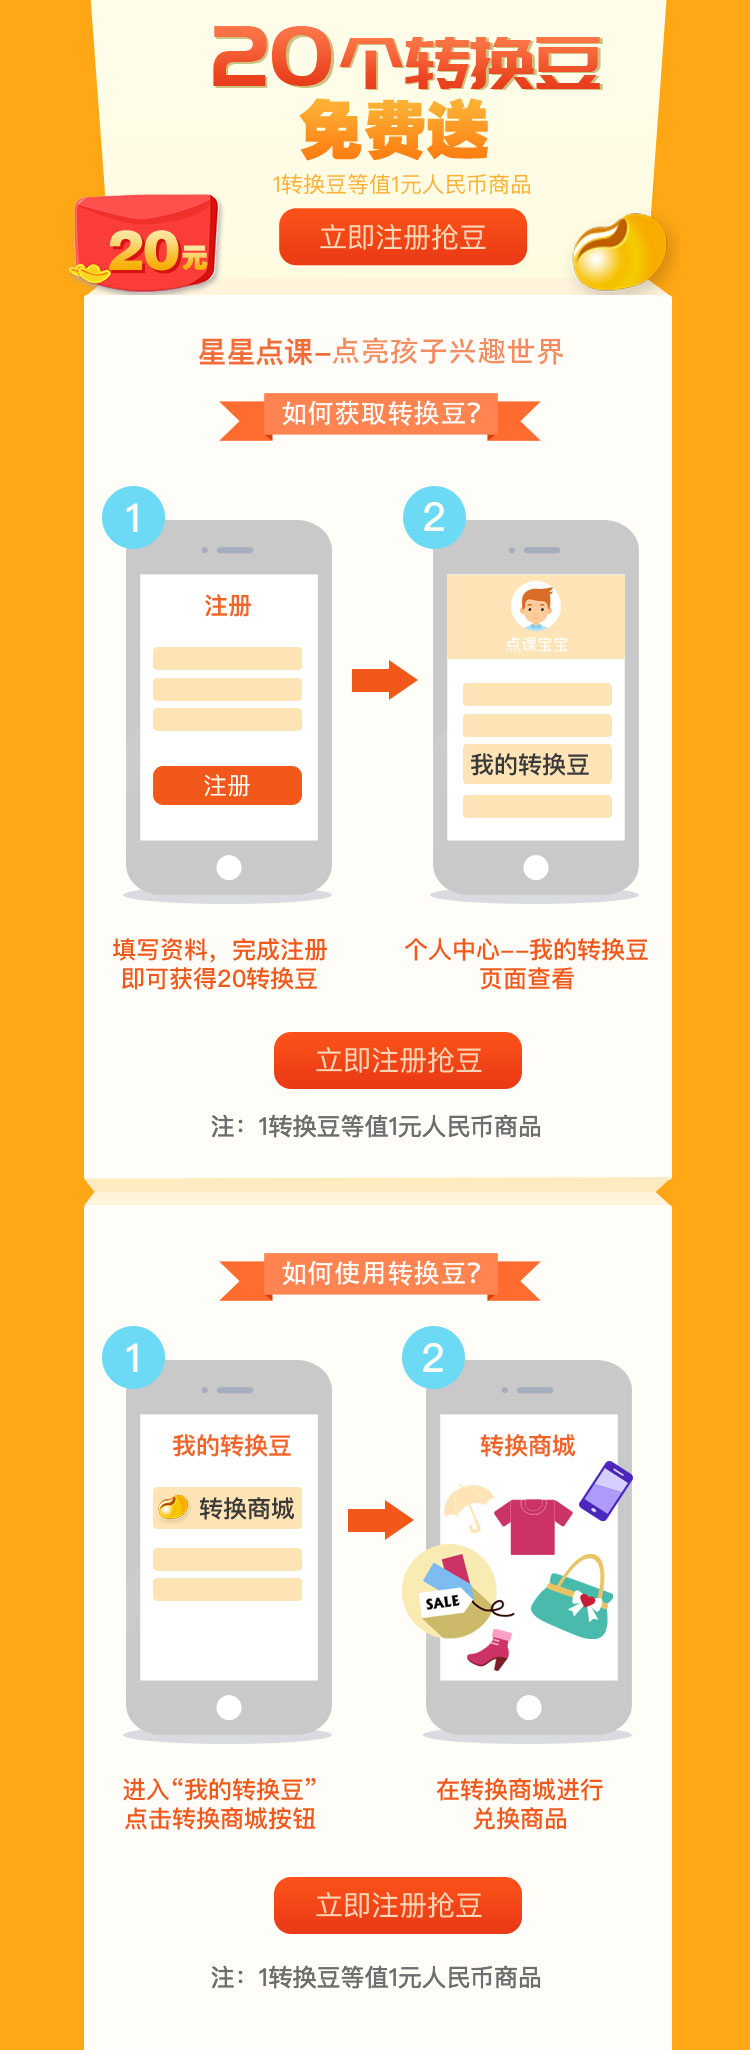 20个转换豆
免费送
1转换豆等值1元人民币商品
立即注册抢豆
20元
星星点课-点亮孩子兴趣世界
如何获取转换豆?
1
2
注册
注册
点课宝宝
我的转换豆
填写资料，完成注册
即可获得20转换豆
个人中心--我的转换豆
页面查看
立即注册抢豆
注：1转换豆等值1元人民币商品
如何使用转换豆?
1
2
我的转换豆
转换商城
转换商城
SALE
进入“我的转换豆”
点击转换商城按钮
在转换商城进行
兑换商品
立即注册抢豆
注：1转换豆等值1元人民币商品